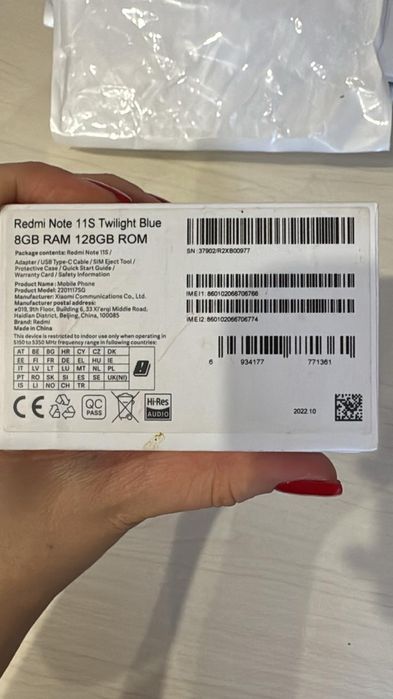 Redmi Note 11S Twilight Blue
8GB RAM 128GB ROM
Package contents: Redmi Note 11S /
Adapter / USB Type-C Cable / SIM Eject Tool /
Protective Case / Quick Start Guide /
Warranty Card / Safety Information
Product Name: Mobile Phone
Product Model: 2201117SG
Manufacturer: Xiaomi Communications Co., Ltd.
Manufacturer postal address:
#019, 9th Floor, Building 6, 33 Xi'erqi Middle Road,
Haidian District, Beijing, China, 100085
Brand: Redmi
Made in China
This device is restricted to indoor use only when operating in
5150 to 5350 MHz frequency range in following countries:
AT BE BG HR CY CZ DK
EE FI FR DE EL HU IE
IT LV LT LU MT NL PL
PT RO SK SI ES SE UK(NI)
IS LI NO CH TR
CE
QC
PASS
Hi-Res
AUDIO
SN: 37902/R2XB00977
IMEI1: 860102066706766
IMEI2: 860102066706774
6 934177 771361
2022.10